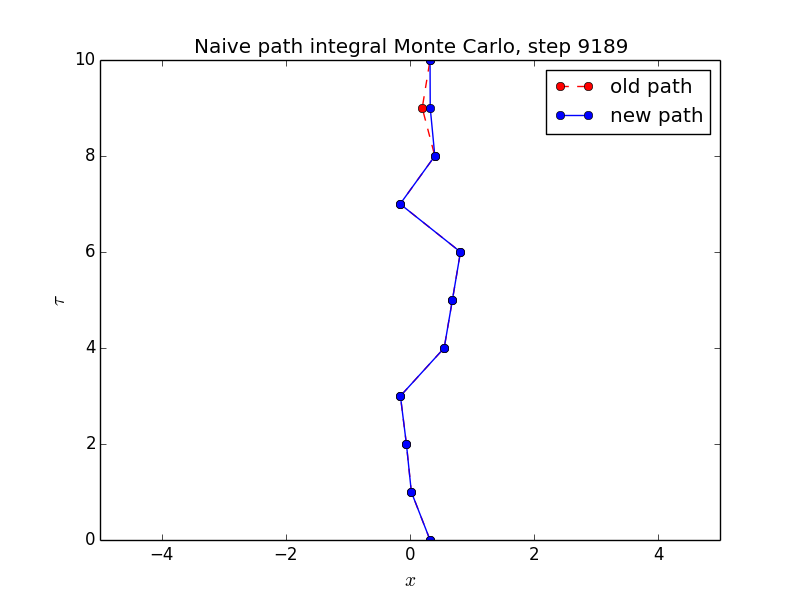 Naive path integral Monte Carlo, step 9189
10
8
6
4
2
0
τ
old path
new path
−4
−2
0
2
4
x